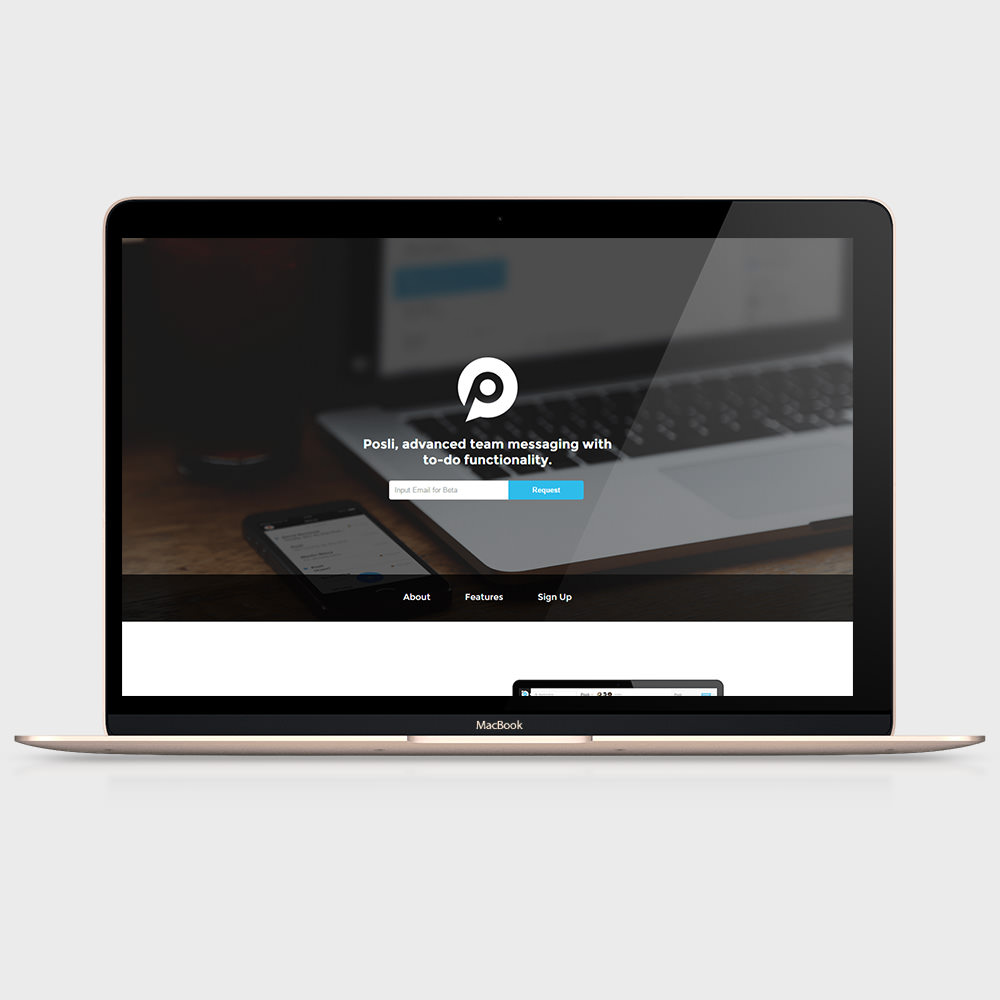 Posli, advanced team messaging with
to-do functionality.
Input Email for Beta
Request
About
Features
Sign Up
MacBook